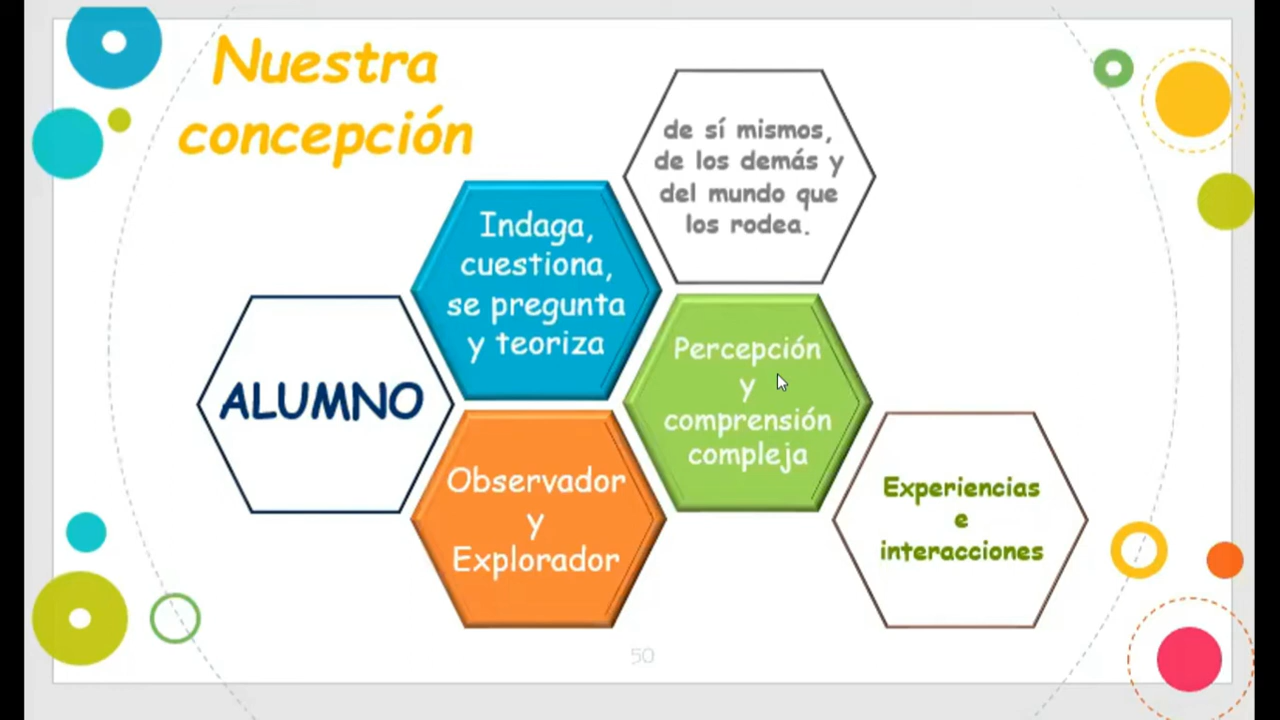 Nuestra
concepción
de sí mismos,
de los demás y
del mundo que
los rodea.
Indaga,
cuestiona,
se pregunta
y teoriza
ALUMNO
Percepción
y
comprensión
compleja
Observador
y
Explorador
Experiencias
e
interacciones
50